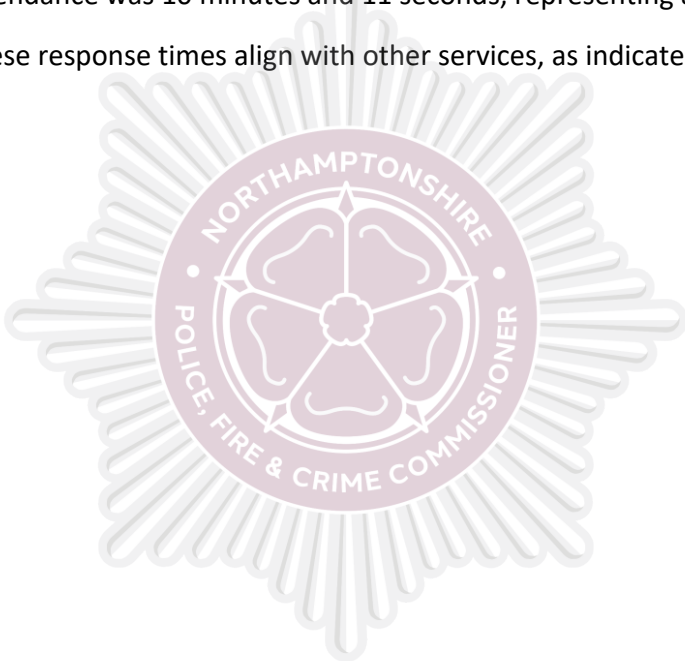 endance was minutes and 11 seconds, representing
ese response times align with other services, as indicate
NORTHAMPTONSHIRE
POLICE, FIRE & CRIME COMMISSIONER